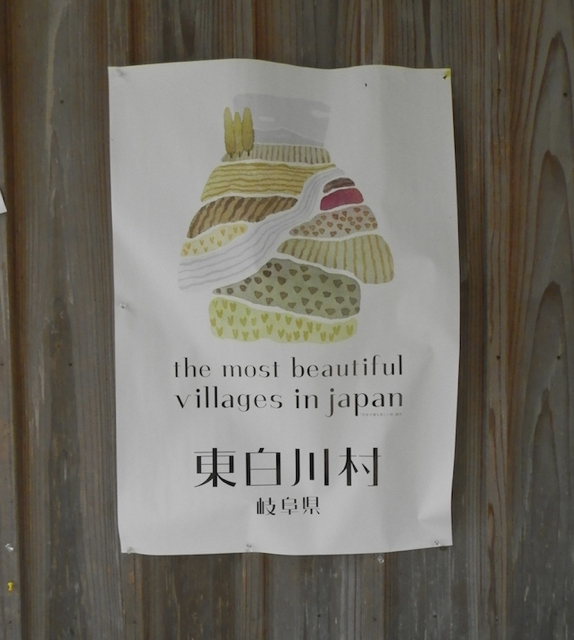 the most beautiful
villages in japan
東白川村
岐阜県